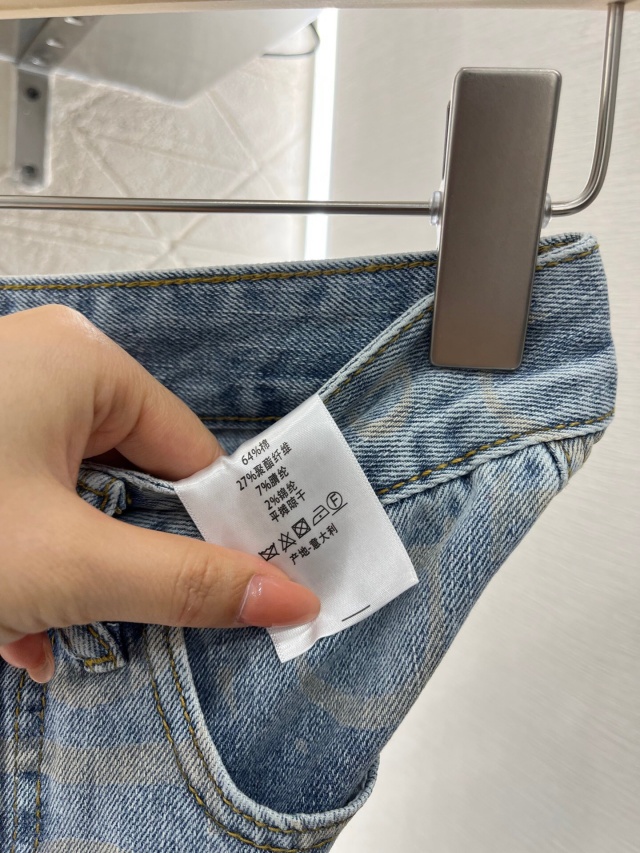 64%棉
27%聚酯纤维
7%腈纶
2%锦纶
平摊晾干
F
产地-意大利